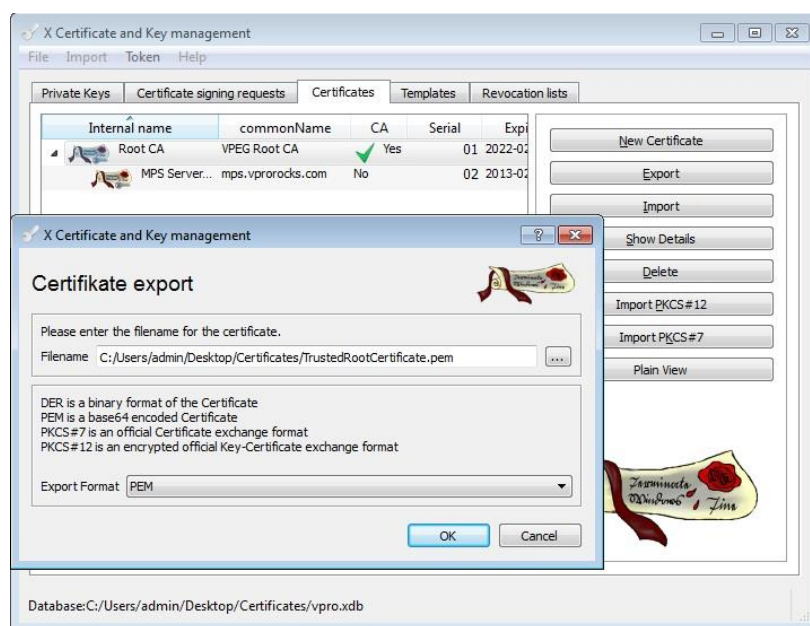 X Certificate and Key management
File Import Token Help
Private Keys Certificate signing requests Certificates Templates Revocation lists
Internal name commonName CA Serial Expi
Root CA VPEG Root CA Yes 01 2022-02
MPS Server... mps.vprorocks.com No 02 2013-02
New Certificate
Export
Import
Show Details
Delete
Import PKCS#12
Import PKCS#7
Plain View
X Certificate and Key management
Certifikate export
Please enter the filename for the certificate.
Filename C:/Users/admin/Desktop/Certificates/TrustedRootCertificate.pem ...
DER is a binary format of the Certificate
PEM is a base64 encoded Certificate
PKCS#7 is an official Certificate exchange format
PKCS#12 is an encrypted official Key-Certificate exchange format
Export Format PEM
OK Cancel
Database:C:/Users/admin/Desktop/Certificates/vpro.xdb